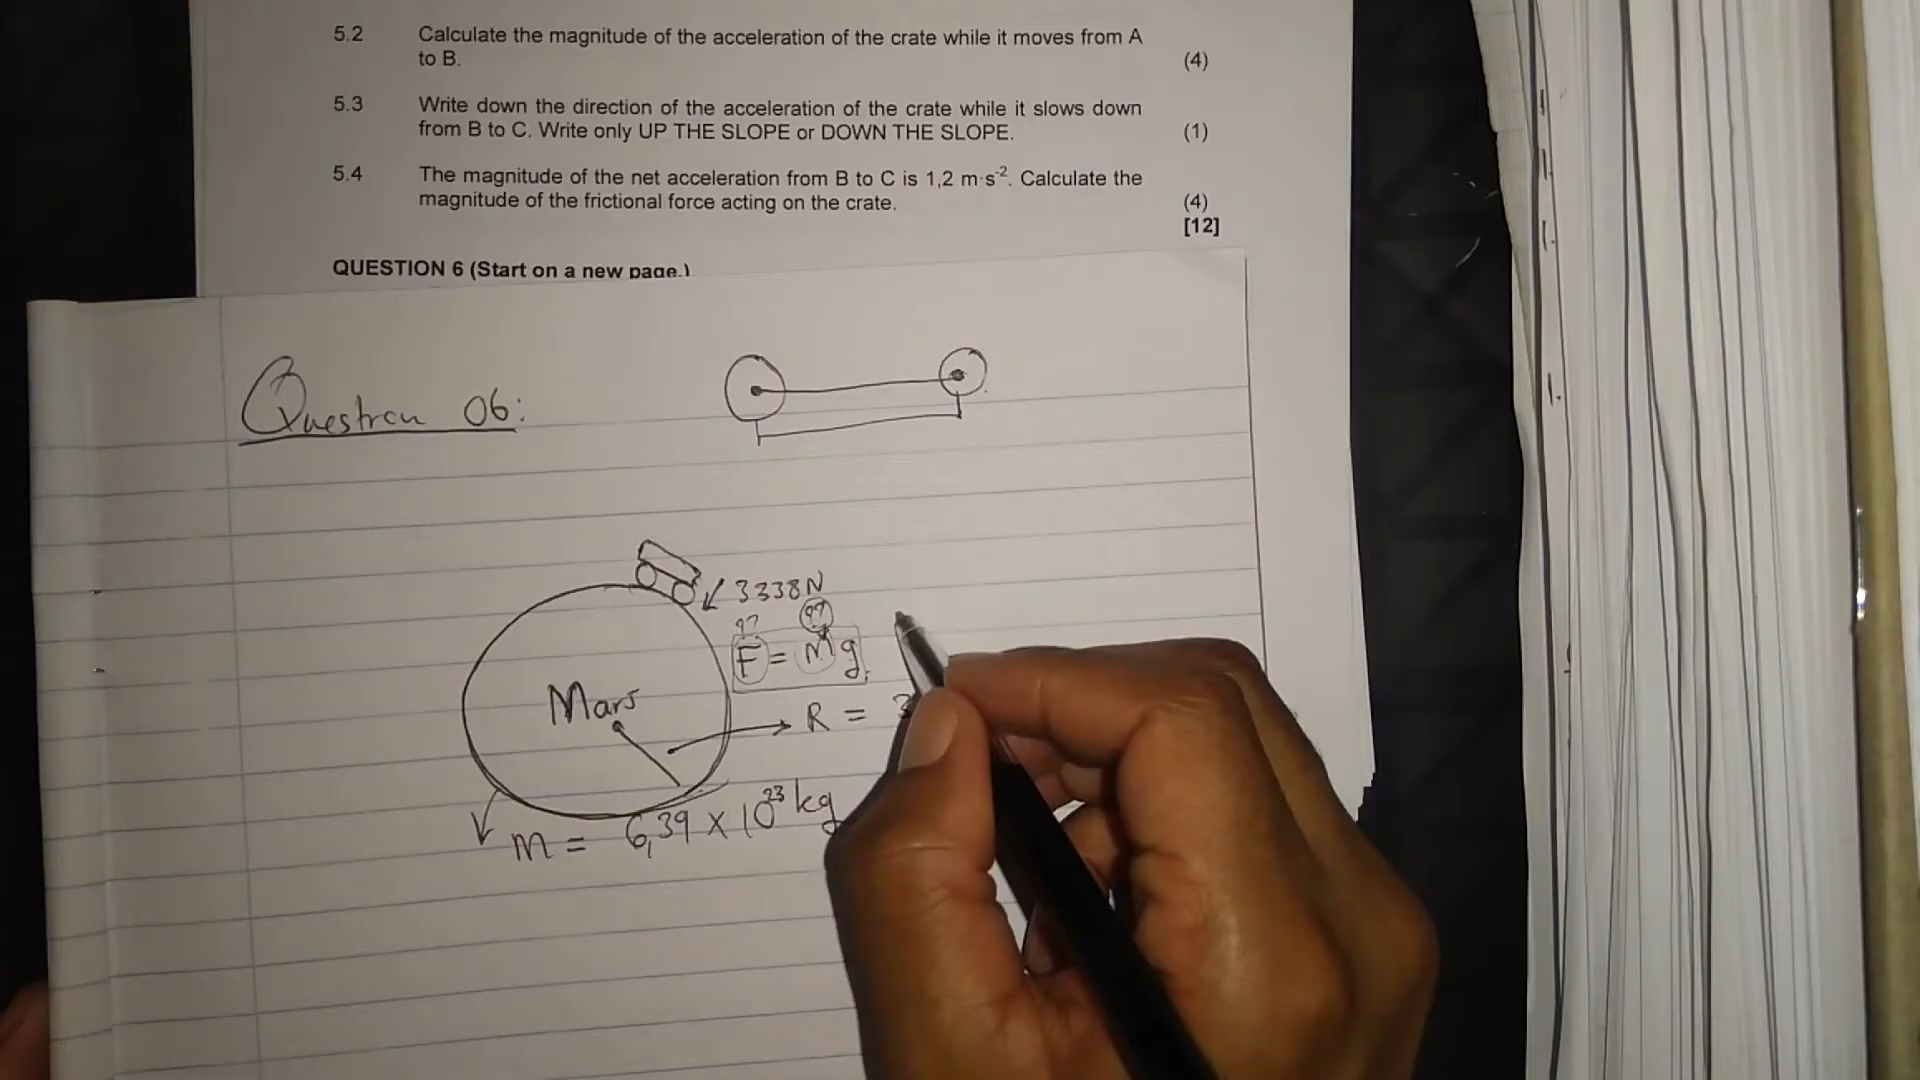 5.2 Calculate the magnitude of the acceleration of the crate while it moves from A
to B. (4)
5.3 Write down the direction of the acceleration of the crate while it slows down
from B to C. Write only UP THE SLOPE or DOWN THE SLOPE. (1)
5.4 The magnitude of the net acceleration from B to C is 1,2 m·s⁻². Calculate the
magnitude of the frictional force acting on the crate. (4)
[12]
QUESTION 6 (Start on a new page.)
Question 06:
3338N
F = mg
Mars
R = 3
m = 6,39 × 10²³ kg